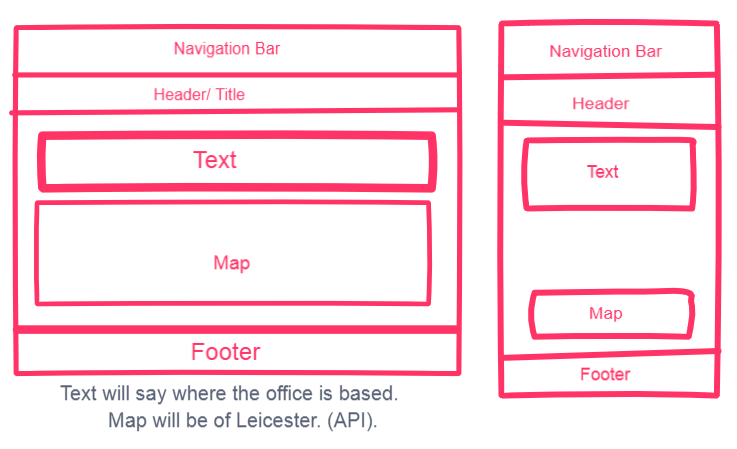 Navigation Bar
Header/ Title
Text
Map
Footer
Text will say where the office is based.
Map will be of Leicester. (API).
Navigation Bar
Header
Text
Map
Footer